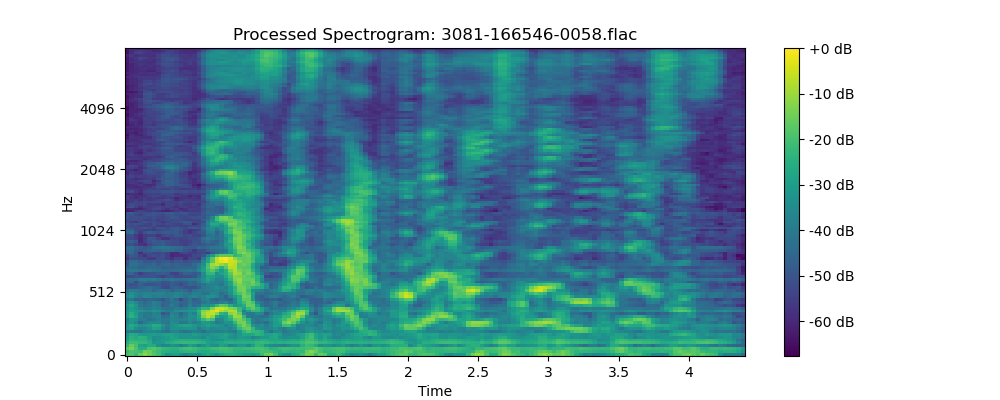 Processed Spectrogram: 3081-166546-0058.flac
+0 dB
-10 dB
4096
-20 dB
2048
-30 dB
Hz
1024
-40 dB
512
-50 dB
-60 dB
0
0 0.5 1 1.5 2 2.5 3 3.5 4
Time